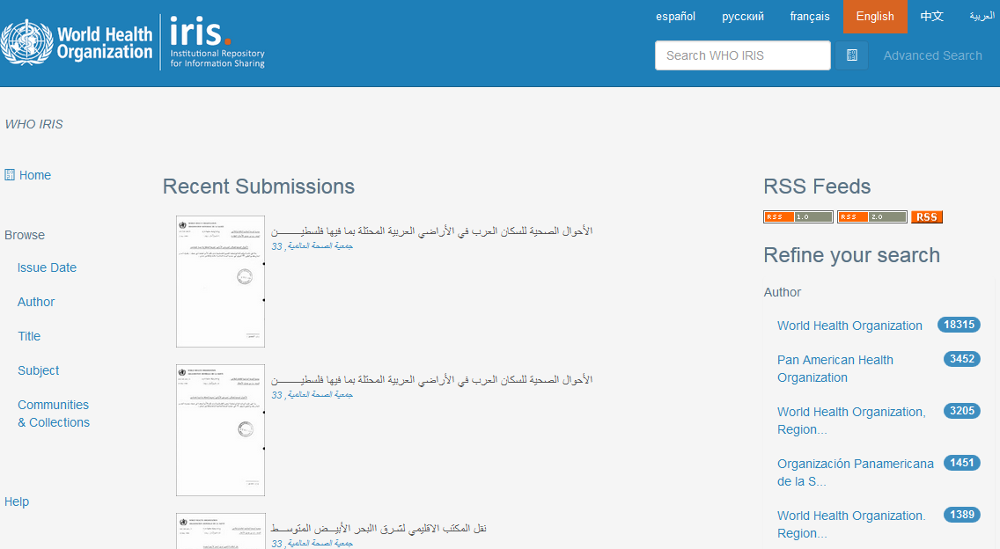 español русский français English 中文 العربية
World Health
Organization
iris.
Institutional Repository
for Information Sharing
Search WHO IRIS
Advanced Search
WHO IRIS
Home
Browse
Issue Date
Author
Title
Subject
Communities
& Collections
Help
Recent Submissions
الأحوال الصحية للسكان العرب في الأراضي العربية المحتلة بما فيها فلسطيـــــــن
جمعية الصحة العالمية, 33
الأحوال الصحية للسكان العرب في الأراضي العربية المحتلة بما فيها فلسطيـــــــن
جمعية الصحة العالمية, 33
نقل المكتب الاقليمي لشرق االبحر الأبيــض المتوســط
جمعية الصحة العالمية, 33
RSS Feeds
RSS 1.0 RSS 2.0 RSS
Refine your search
Author
World Health Organization 18315
Pan American Health 3452
Organization
World Health Organization, 3205
Region...
Organización Panamericana 1451
de la S...
World Health Organization. 1389
Region...